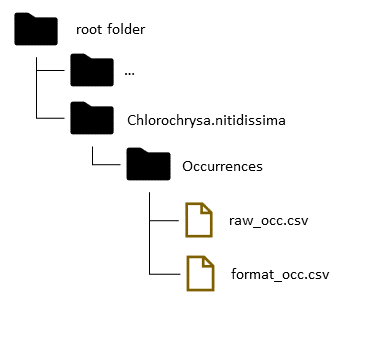 root folder
...
Chlorochrysa.nitidissima
Occurrences
raw_occ.csv
format_occ.csv